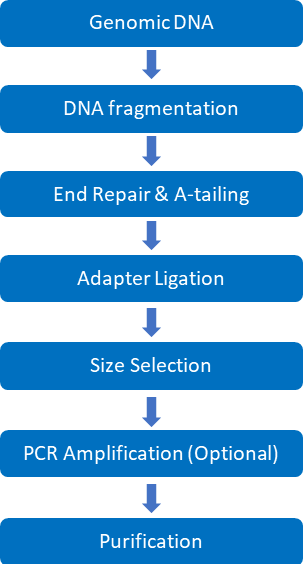 Genomic DNA
DNA fragmentation
End Repair & A-tailing
Adapter Ligation
Size Selection
PCR Amplification (Optional)
Purification